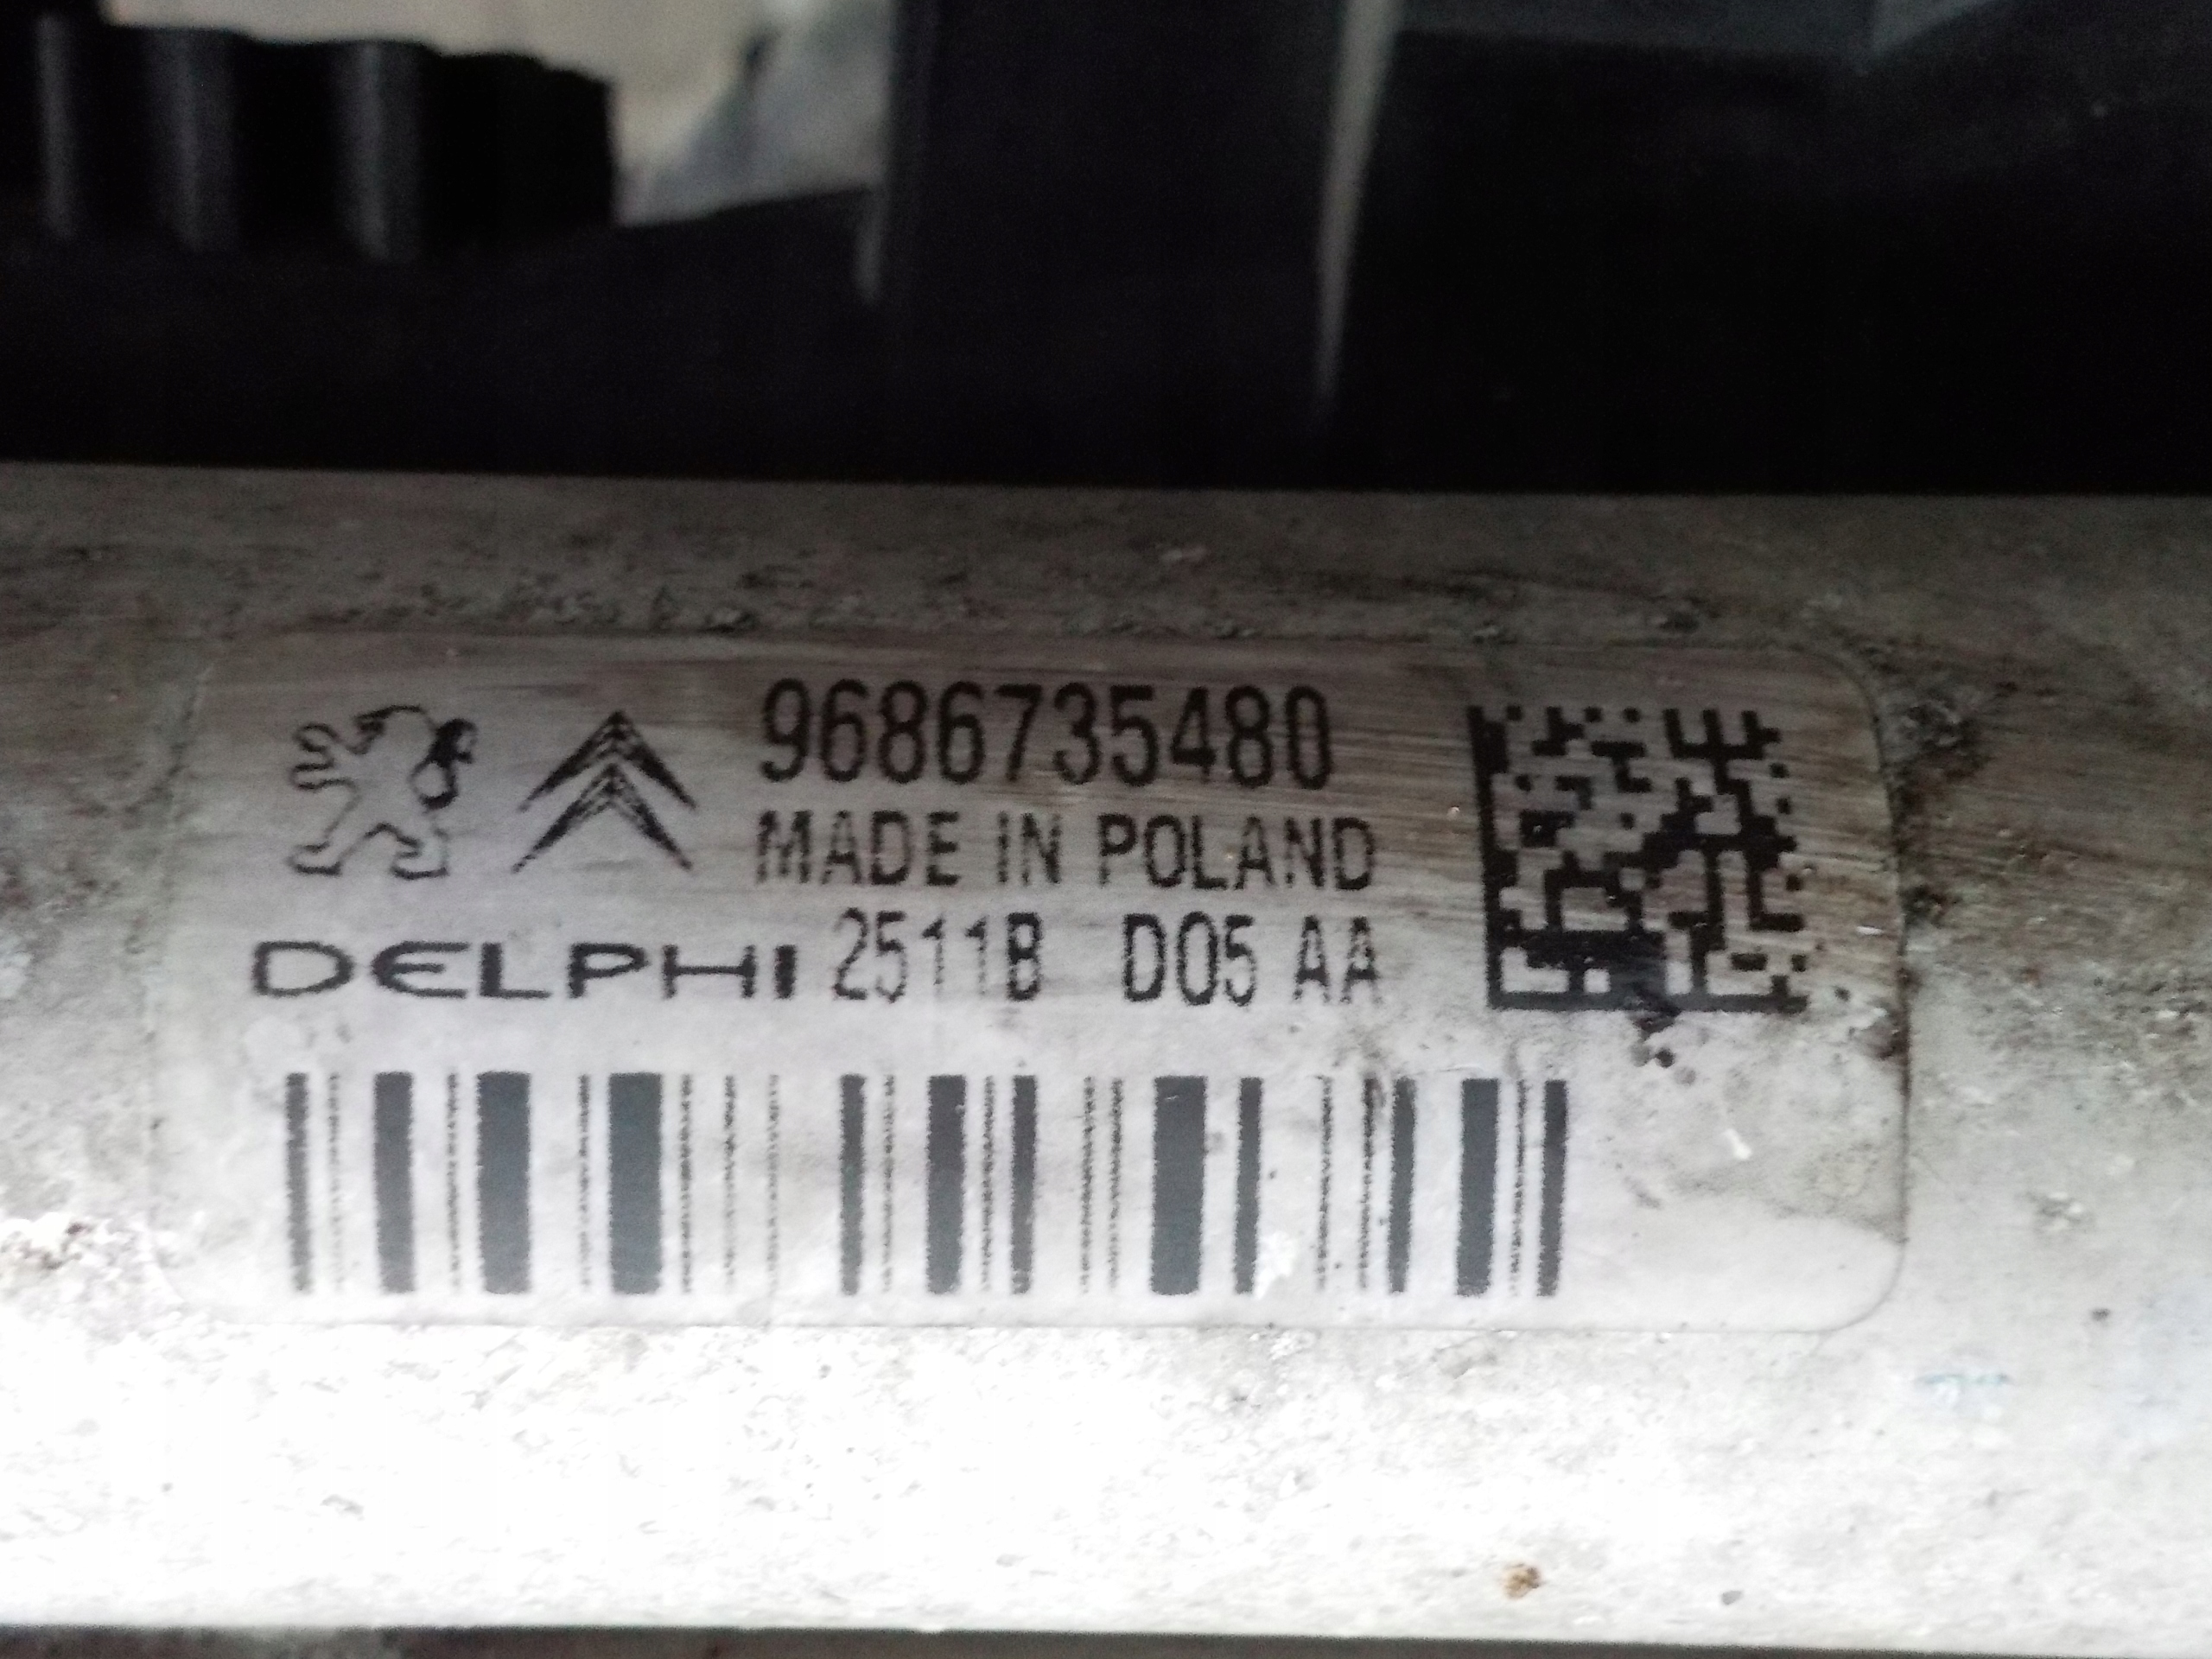 9686735480
MADE IN POLAND
DELPHI 2511B D05 AA